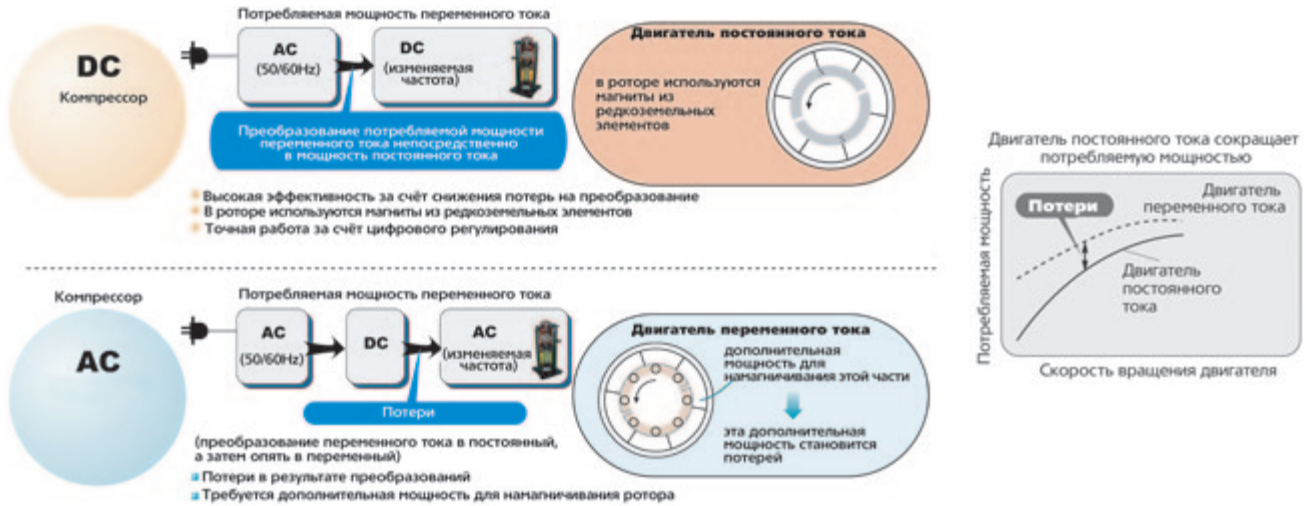 Потребляемая мощность переменного тока
DC
Компрессор
AC
(50/60Hz)
DC
(изменяемая
частота)
Преобразование потребляемой мощности
переменного тока непосредственно
в мощность постоянного тока
Двигатель постоянного тока
в роторе используются
магниты из
редкоземельных
элементов
Высокая эффективность за счёт снижения потерь на преобразование
В роторе используются магниты из редкоземельных элементов
Точная работа за счёт цифрового регулирования
Компрессор
AC
Потребляемая мощность переменного тока
AC
(50/60Hz)
DC
AC
(изменяемая
частота)
Потери
(преобразование переменного тока в постоянный,
а затем опять в переменный)
Потери в результате преобразований
Требуется дополнительная мощность для намагничивания ротора
Двигатель переменного тока
дополнительная
мощность для
намагничивания этой части
эта дополнительная
мощность становится
потерей
Двигатель постоянного тока сокращает
потребляемую мощностью
Потребляемая мощность
Потери
Двигатель
переменного тока
Двигатель
постоянного
тока
Скорость вращения двигателя